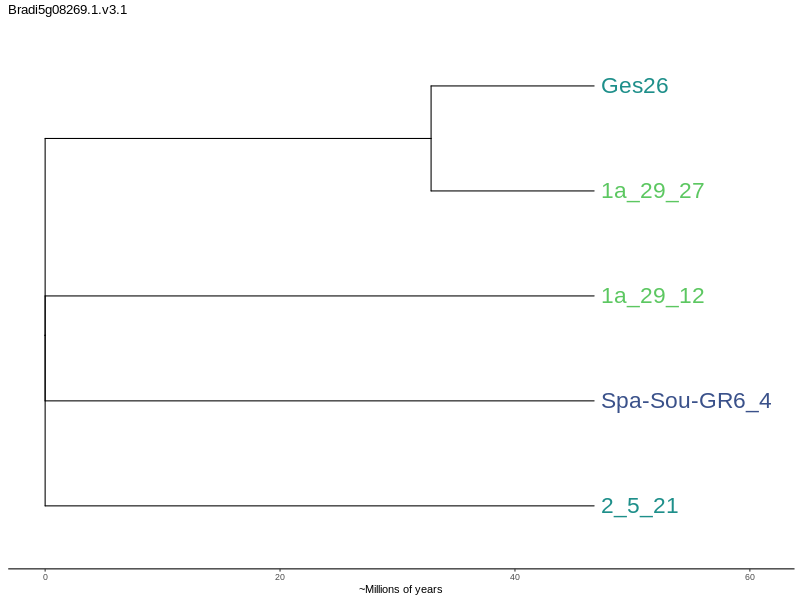 Bradi5g08269.1.v3.1
Ges26
1a_29_27
1a_29_12
Spa-Sou-GR6_4
2_5_21
0 20 40 60
~Millions of years